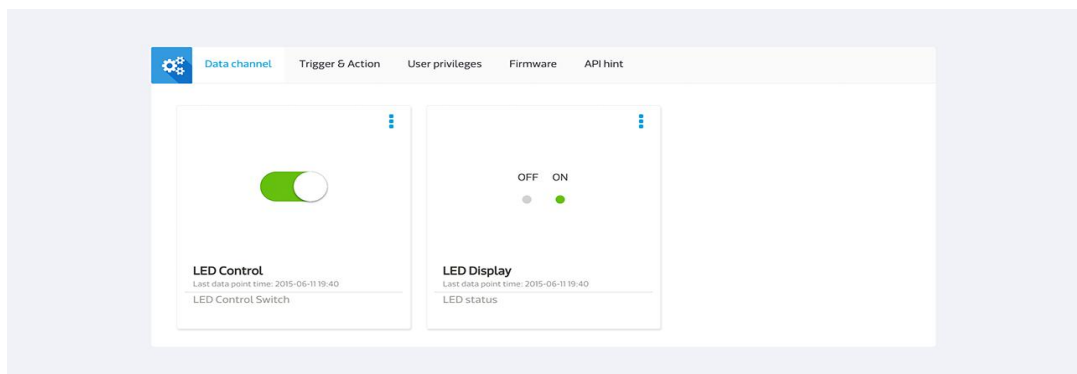 Data channel Trigger & Action User privileges Firmware API hint
OFF ON
LED Control
Last data point time: 2015-06-11 19:40
LED Control Switch
LED Display
Last data point time: 2015-06-11 19:40
LED status